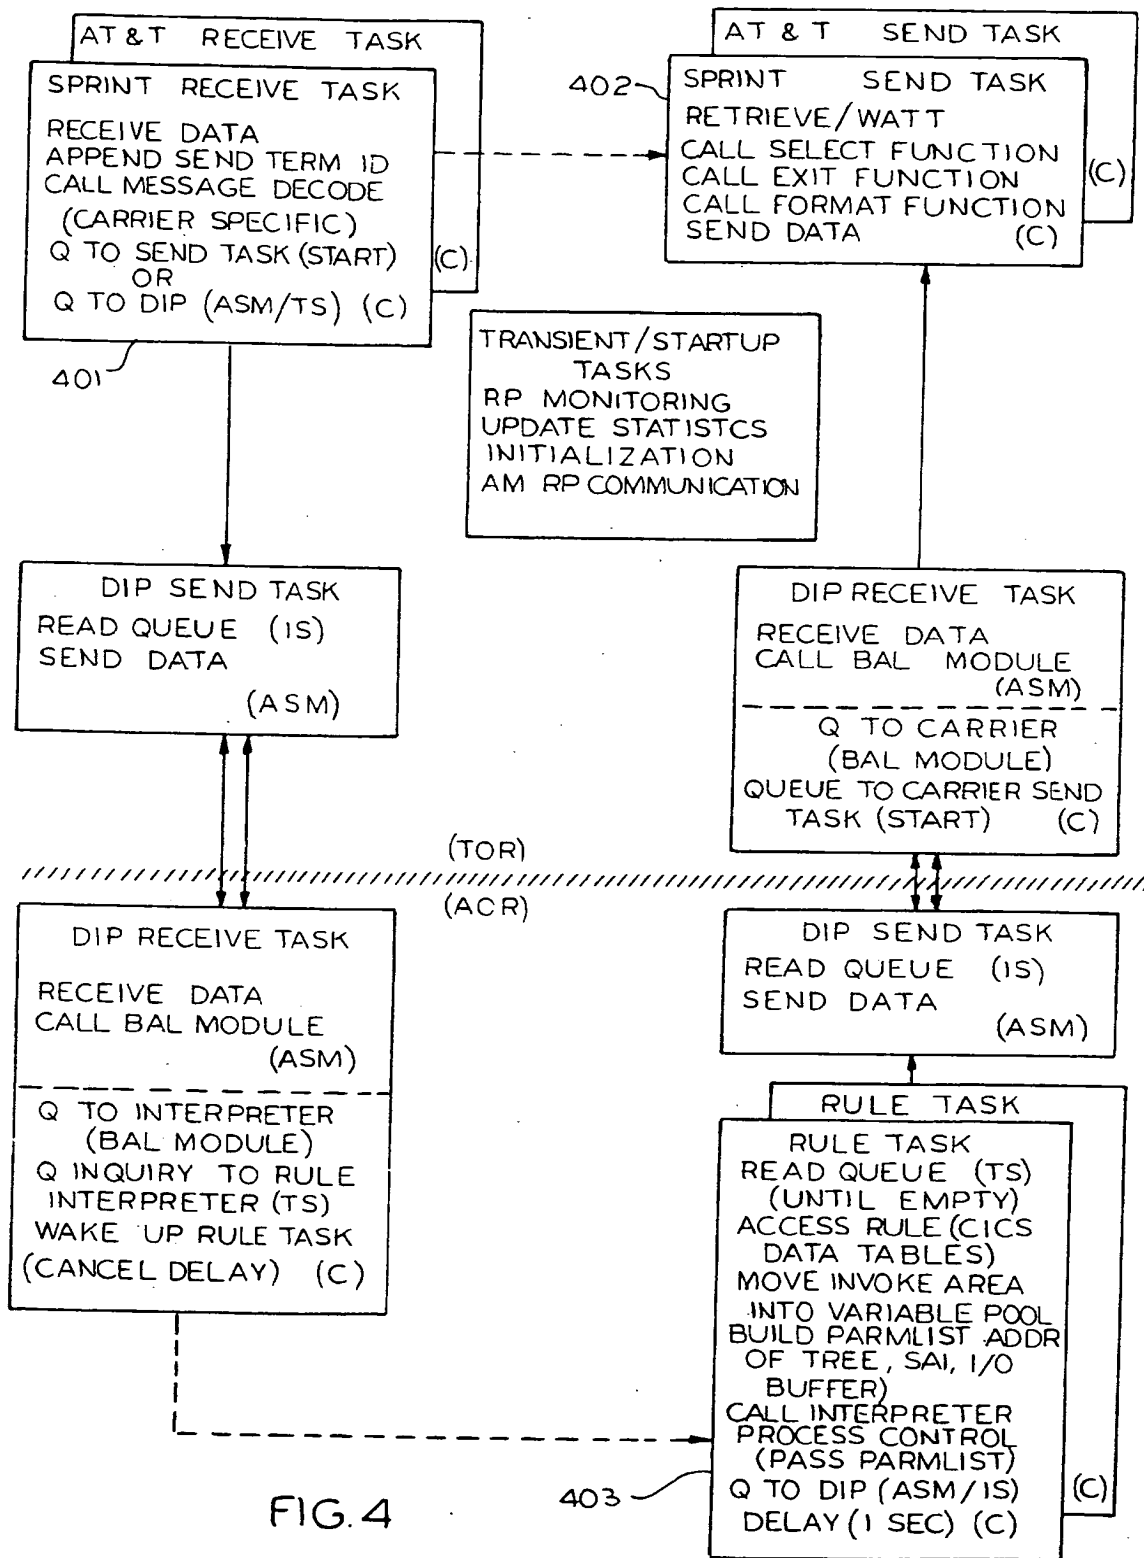 AT & T RECEIVE TASK
SPRINT RECEIVE TASK
RECEIVE DATA
APPEND SEND TERM ID
CALL MESSAGE DECODE
(CARRIER SPECIFIC)
Q TO SEND TASK (START)
OR
Q TO DIP (ASM/TS) (C)
(C)
401
AT & T SEND TASK
402
SPRINT SEND TASK
RETRIEVE/WATT
CALL SELECT FUNCTION
CALL EXIT FUNCTION
CALL FORMAT FUNCTION
SEND DATA (C)
(C)
TRANSIENT/STARTUP
TASKS
RP MONITORING
UPDATE STATISTCS
INITIALIZATION
AM RP COMMUNICATION
DIP SEND TASK
READ QUEUE (IS)
SEND DATA
(ASM)
DIP RECEIVE TASK
RECEIVE DATA
CALL BAL MODULE
(ASM)
Q TO CARRIER
(BAL MODULE)
QUEUE TO CARRIER SEND
TASK (START) (C)
(TOR)
(ACR)
DIP RECEIVE TASK
RECEIVE DATA
CALL BAL MODULE
(ASM)
Q TO INTERPRETER
(BAL MODULE)
Q INQUIRY TO RULE
INTERPRETER (TS)
WAKE UP RULE TASK
(CANCEL DELAY) (C)
DIP SEND TASK
READ QUEUE (IS)
SEND DATA
(ASM)
RULE TASK
RULE TASK
READ QUEUE (TS)
(UNTIL EMPTY)
ACCESS RULE (CICS
DATA TABLES)
MOVE INVOKE AREA
INTO VARIABLE POOL
BUILD PARMLIST ADDR
OF TREE, SAI, I/O
BUFFER)
CALL INTERPRETER
PROCESS CONTROL
(PASS PARMLIST)
Q TO DIP (ASM/IS)
DELAY (1 SEC) (C)
(C)
403
FIG. 4